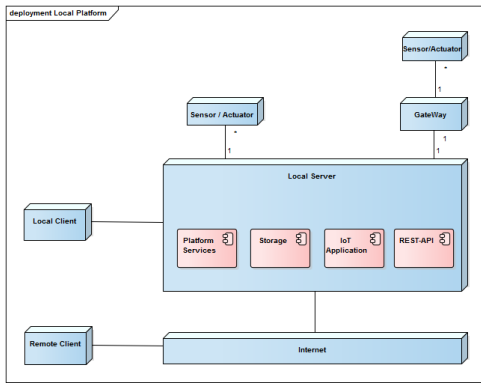 deployment Local Platform
Sensor/Actuator
*
1
GateWay
Sensor / Actuator
*
1
1
1
Local Server
Local Client
Platform
Services
Storage
IoT
Application
REST-API
Remote Client
Internet